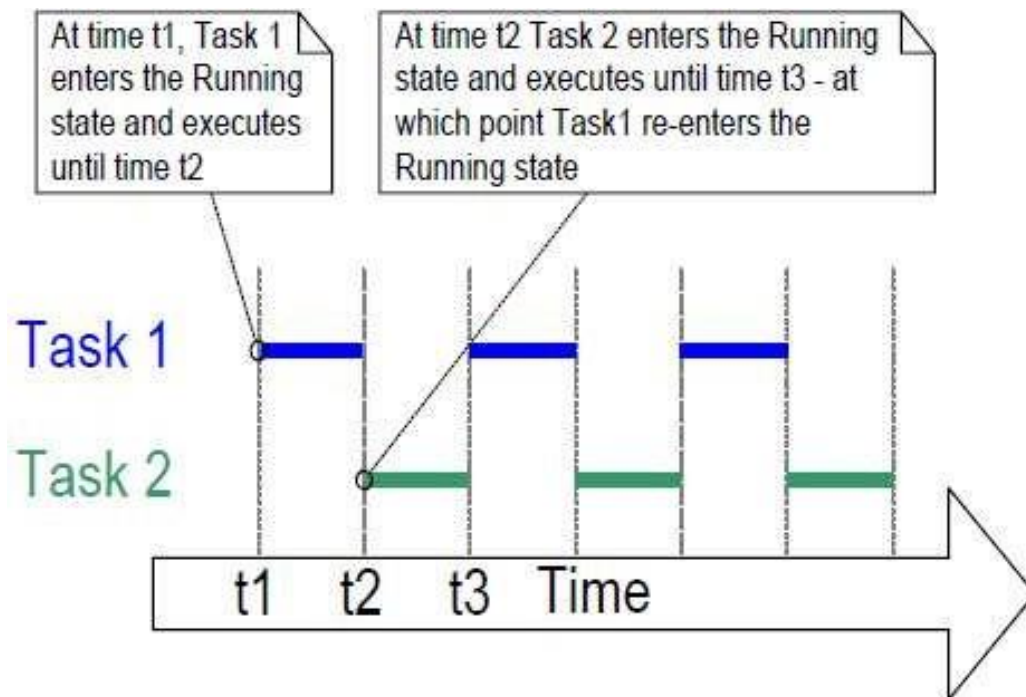 At time t1, Task 1
enters the Running
state and executes
until time t2
At time t2 Task 2 enters the Running
state and executes until time t3 - at
which point Task1 re-enters the
Running state
Task 1
Task 2
t1 t2 t3 Time